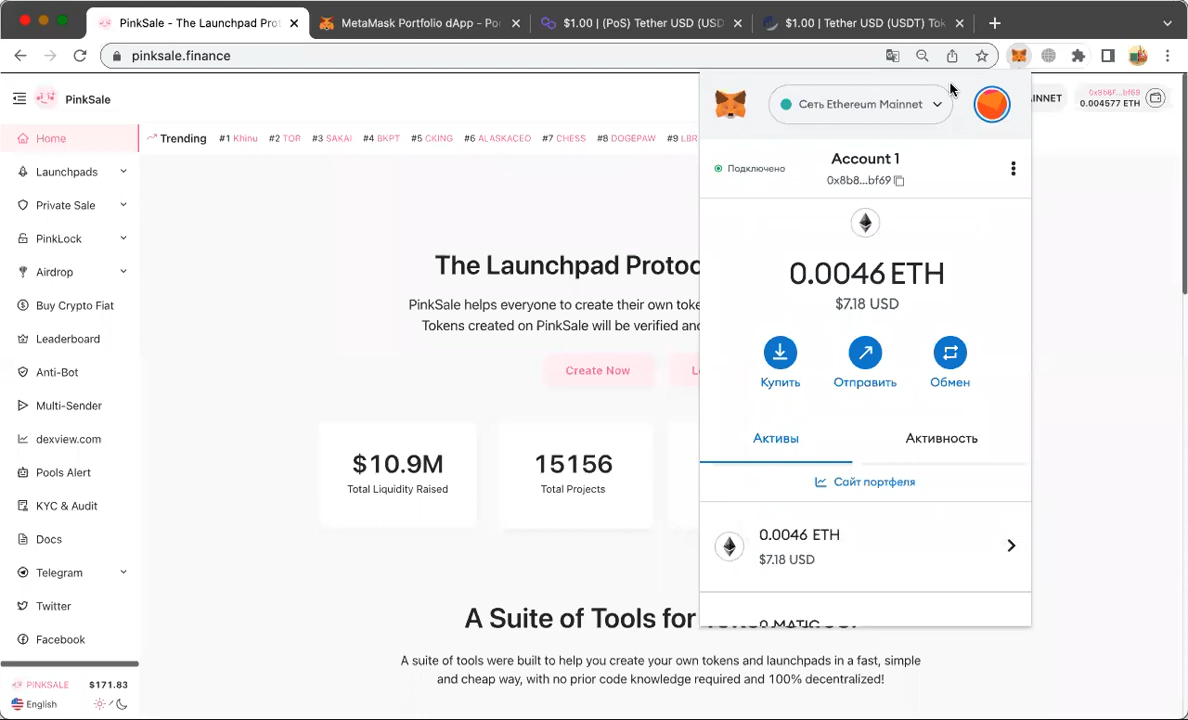 PinkSale - The Launchpad Proto
MetaMask Portfolio dApp - Po
$1.00 | (PoS) Tether USD (USD
$1.00 | Tether USD (USDT) Tok
pinksale.finance
PinkSale
Home
Launchpads
Private Sale
PinkLock
Airdrop
Buy Crypto Fiat
Leaderboard
Anti-Bot
Multi-Sender
dexview.com
Pools Alert
KYC & Audit
Docs
Telegram
Twitter
Facebook
PINKSALE $171.83
English
Trending #1 Khinu #2 TOR #3 SAKAI #4 BKPT #5 CKING #6 ALASKACEO #7 CHESS #8 DOGEPAW #9 LBR
The Launchpad Protoc
PinkSale helps everyone to create their own toke
Tokens created on PinkSale will be verified and
Create Now
$10.9M
Total Liquidity Raised
15156
Total Projects
A Suite of Tools for
A suite of tools were built to help you create your own tokens and launchpads in a fast, simple
and cheap way, with no prior code knowledge required and 100% decentralized!
INNET
0.004577 ETH
Сеть Ethereum Mainnet
Подключено
Account 1
0x8b8...bf69
0.0046 ETH
$7.18 USD
Купить
Отправить
Обмен
Активы
Активность
Сайт портфеля
0.0046 ETH
$7.18 USD
0 MATIC